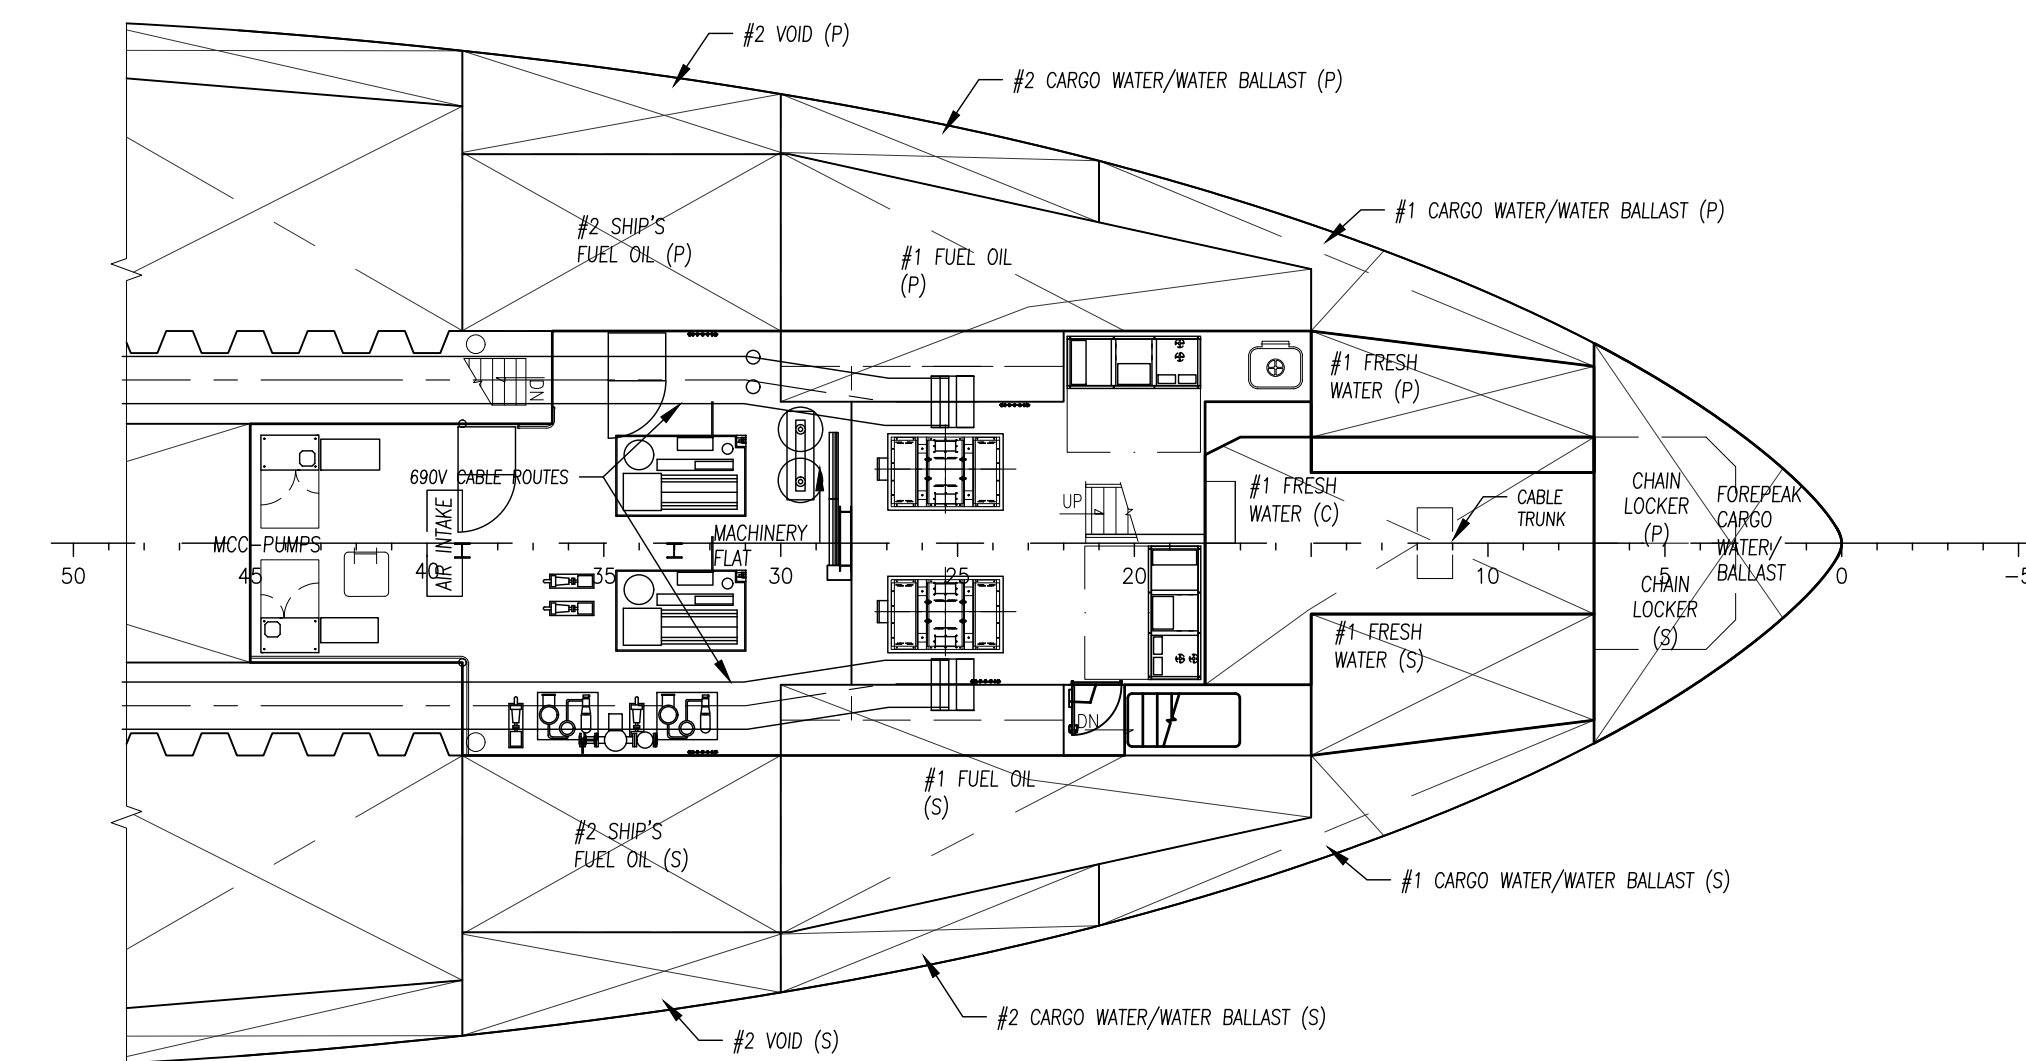 #2 VOID (P)
#2 CARGO WATER/WATER BALLAST (P)
#1 CARGO WATER/WATER BALLAST (P)
#2 SHIP'S
FUEL OIL (P)
#1 FUEL OIL
(P)
#1 FRESH
WATER (P)
DN
690V CABLE ROUTES
AIR INTAKE
MCC-PUMPS
MACHINERY
FLAT
UP
#1 FRESH
WATER (C)
CABLE
TRUNK
CHAIN
LOCKER
(P)
FOREPEAK
CARGO
WATER/
BALLAST
50
45
40
35
30
25
20
10
5
0
-5
CHAIN
LOCKER
(S)
#1 FRESH
WATER (S)
DN
#1 FUEL OIL
(S)
#2 SHIP'S
FUEL OIL (S)
#1 CARGO WATER/WATER BALLAST (S)
#2 CARGO WATER/WATER BALLAST (S)
#2 VOID (S)